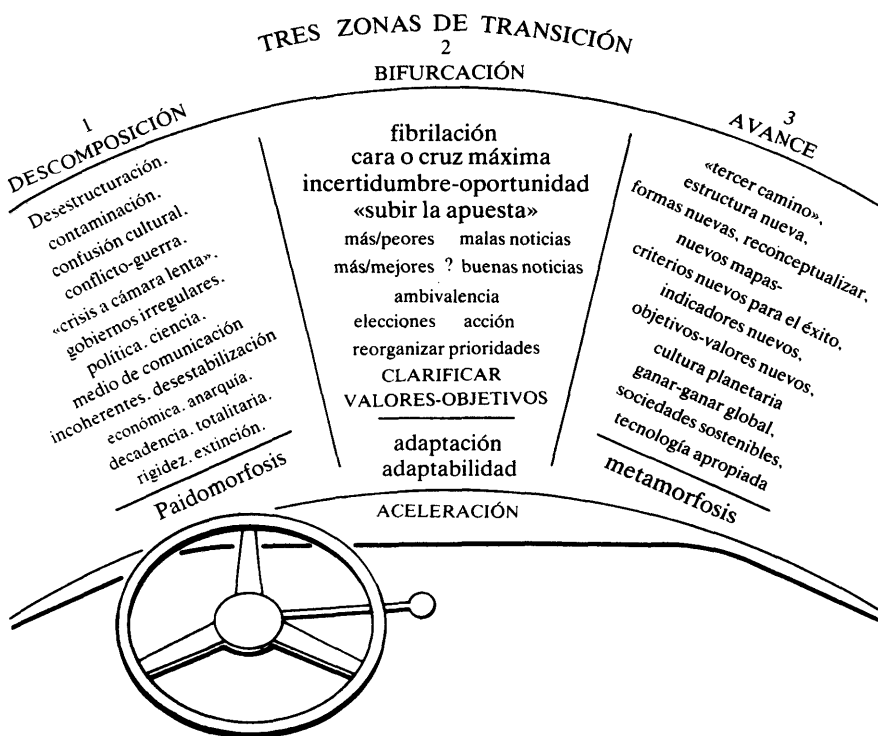 TRES ZONAS DE TRANSICIÓN
1
DESCOMPOSICIÓN
Desestructuración.
contaminación.
confusión cultural.
conflicto-guerra.
«crisis a cámara lenta».
gobiernos irregulares.
política. ciencia.
medio de comunicación
incoherentes. desestabilización
económica. anarquía.
decadencia. totalitaria.
rigidez. extinción.
Paidomorfosis
2
BIFURCACIÓN
fibrilación
cara o cruz máxima
incertidumbre-oportunidad
«subir la apuesta»
más/peores malas noticias
más/mejores ? buenas noticias
ambivalencia
elecciones acción
reorganizar prioridades
CLARIFICAR
VALORES-OBJETIVOS
adaptación
adaptabilidad
3
AVANCE
«tercer camino»,
estructura nueva,
formas nuevas, reconceptualizar,
nuevos mapas-
criterios nuevos para el éxito,
indicadores nuevos,
objetivos-valores nuevos,
cultura planetaria
ganar-ganar global,
sociedades sostenibles,
tecnología apropiada
metamorfosis
ACELERACIÓN